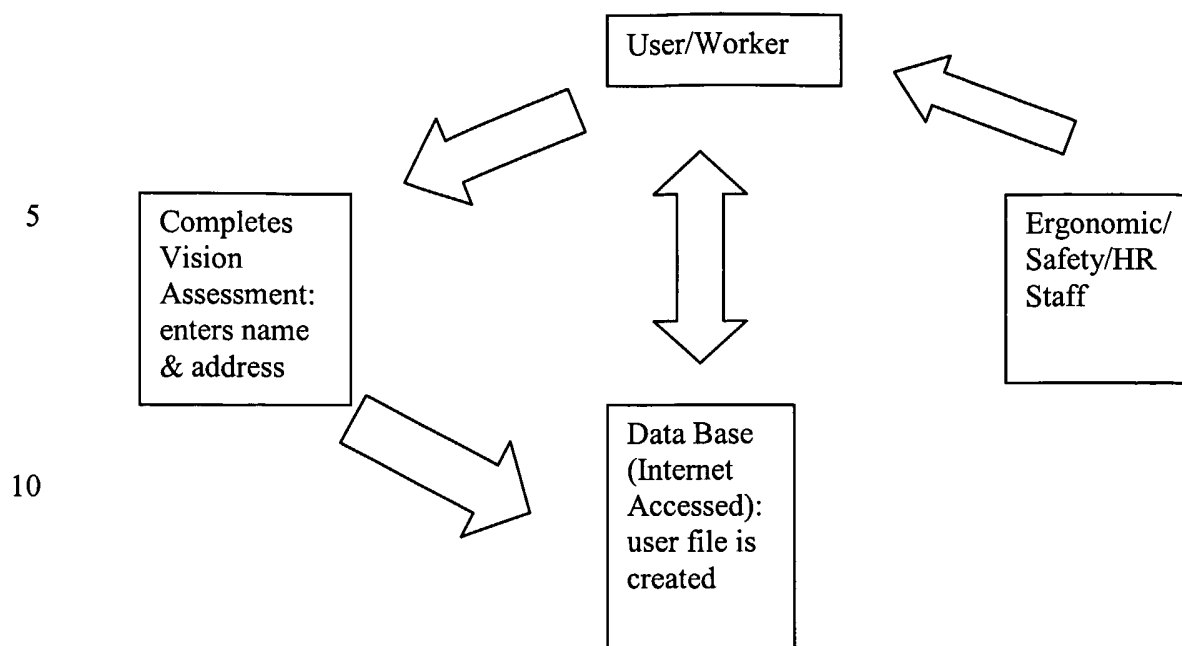 User/Worker
5
Completes
Vision
Assessment:
enters name
& address
Ergonomic/
Safety/HR
Staff
10
Data Base
(Internet
Accessed):
user file is
created